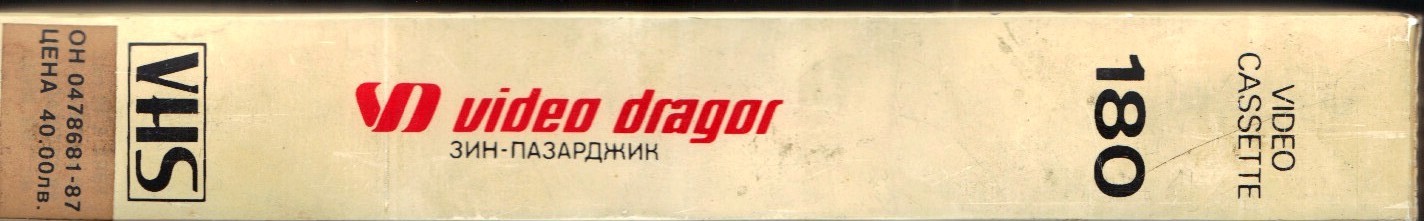 ОН 0478681-87
ЦЕНА 40.00лв.
VHS
video dragor
ЗИН-ПАЗАРДЖИК
180
VIDEO
CASSETTE